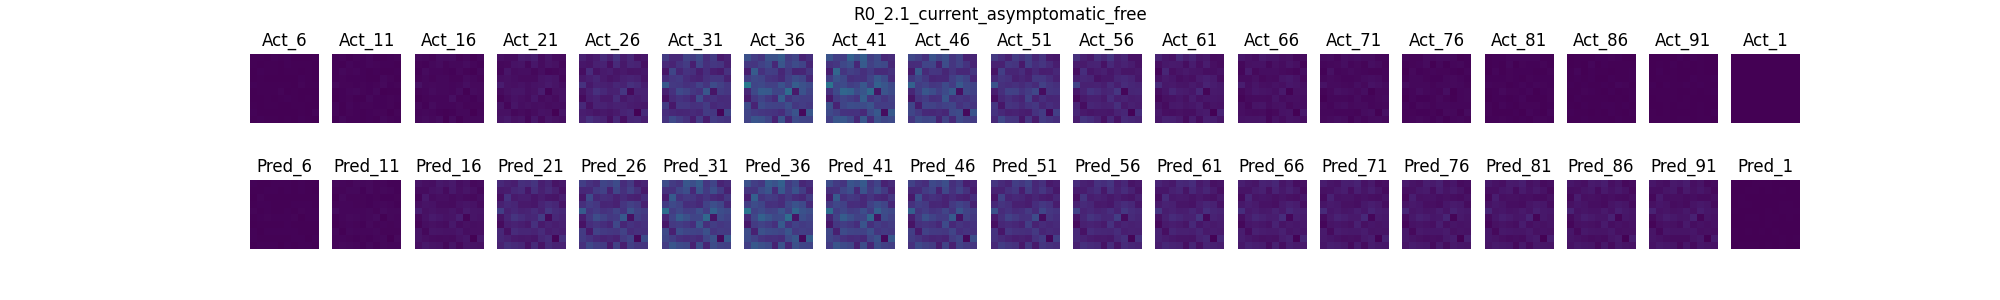 R0_2.1_current_asymptomatic_free
Act_6 Act_11 Act_16 Act_21 Act_26 Act_31 Act_36 Act_41 Act_46 Act_51 Act_56 Act_61 Act_66 Act_71 Act_76 Act_81 Act_86 Act_91 Act_1
Pred_6 Pred_11 Pred_16 Pred_21 Pred_26 Pred_31 Pred_36 Pred_41 Pred_46 Pred_51 Pred_56 Pred_61 Pred_66 Pred_71 Pred_76 Pred_81 Pred_86 Pred_91 Pred_1